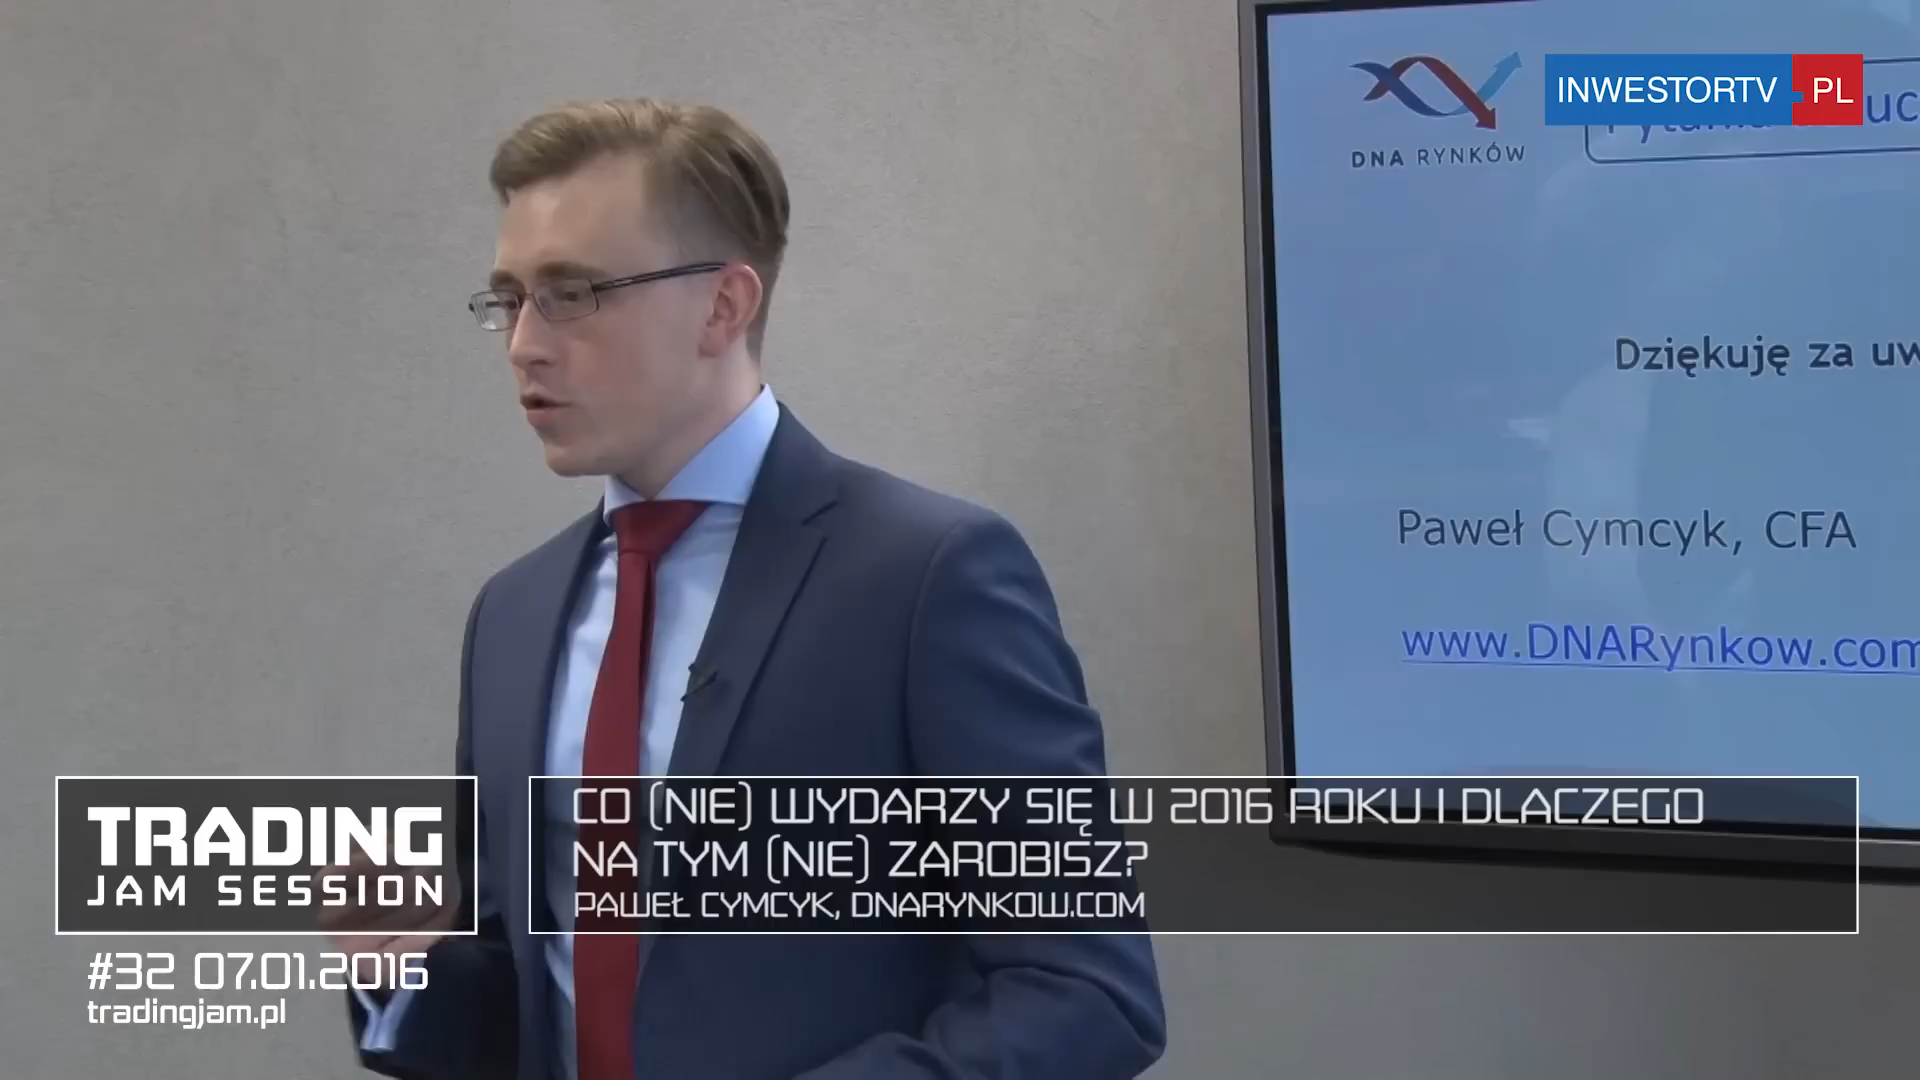 INWESTORTV.PL
DNA RYNKÓW
Dziękuję za
Paweł Cymcyk, CFA
www.DNARynkow.com
TRADING
JAM SESSION
CO (NIE) WYDARZY SIĘ W 2016 ROKU I DLACZEGO
NA TYM (NIE) ZAROBISZ?
PAWEŁ CYMCYK, DNARYNKOW.COM
#32 07.01.2016
tradingjam.pl